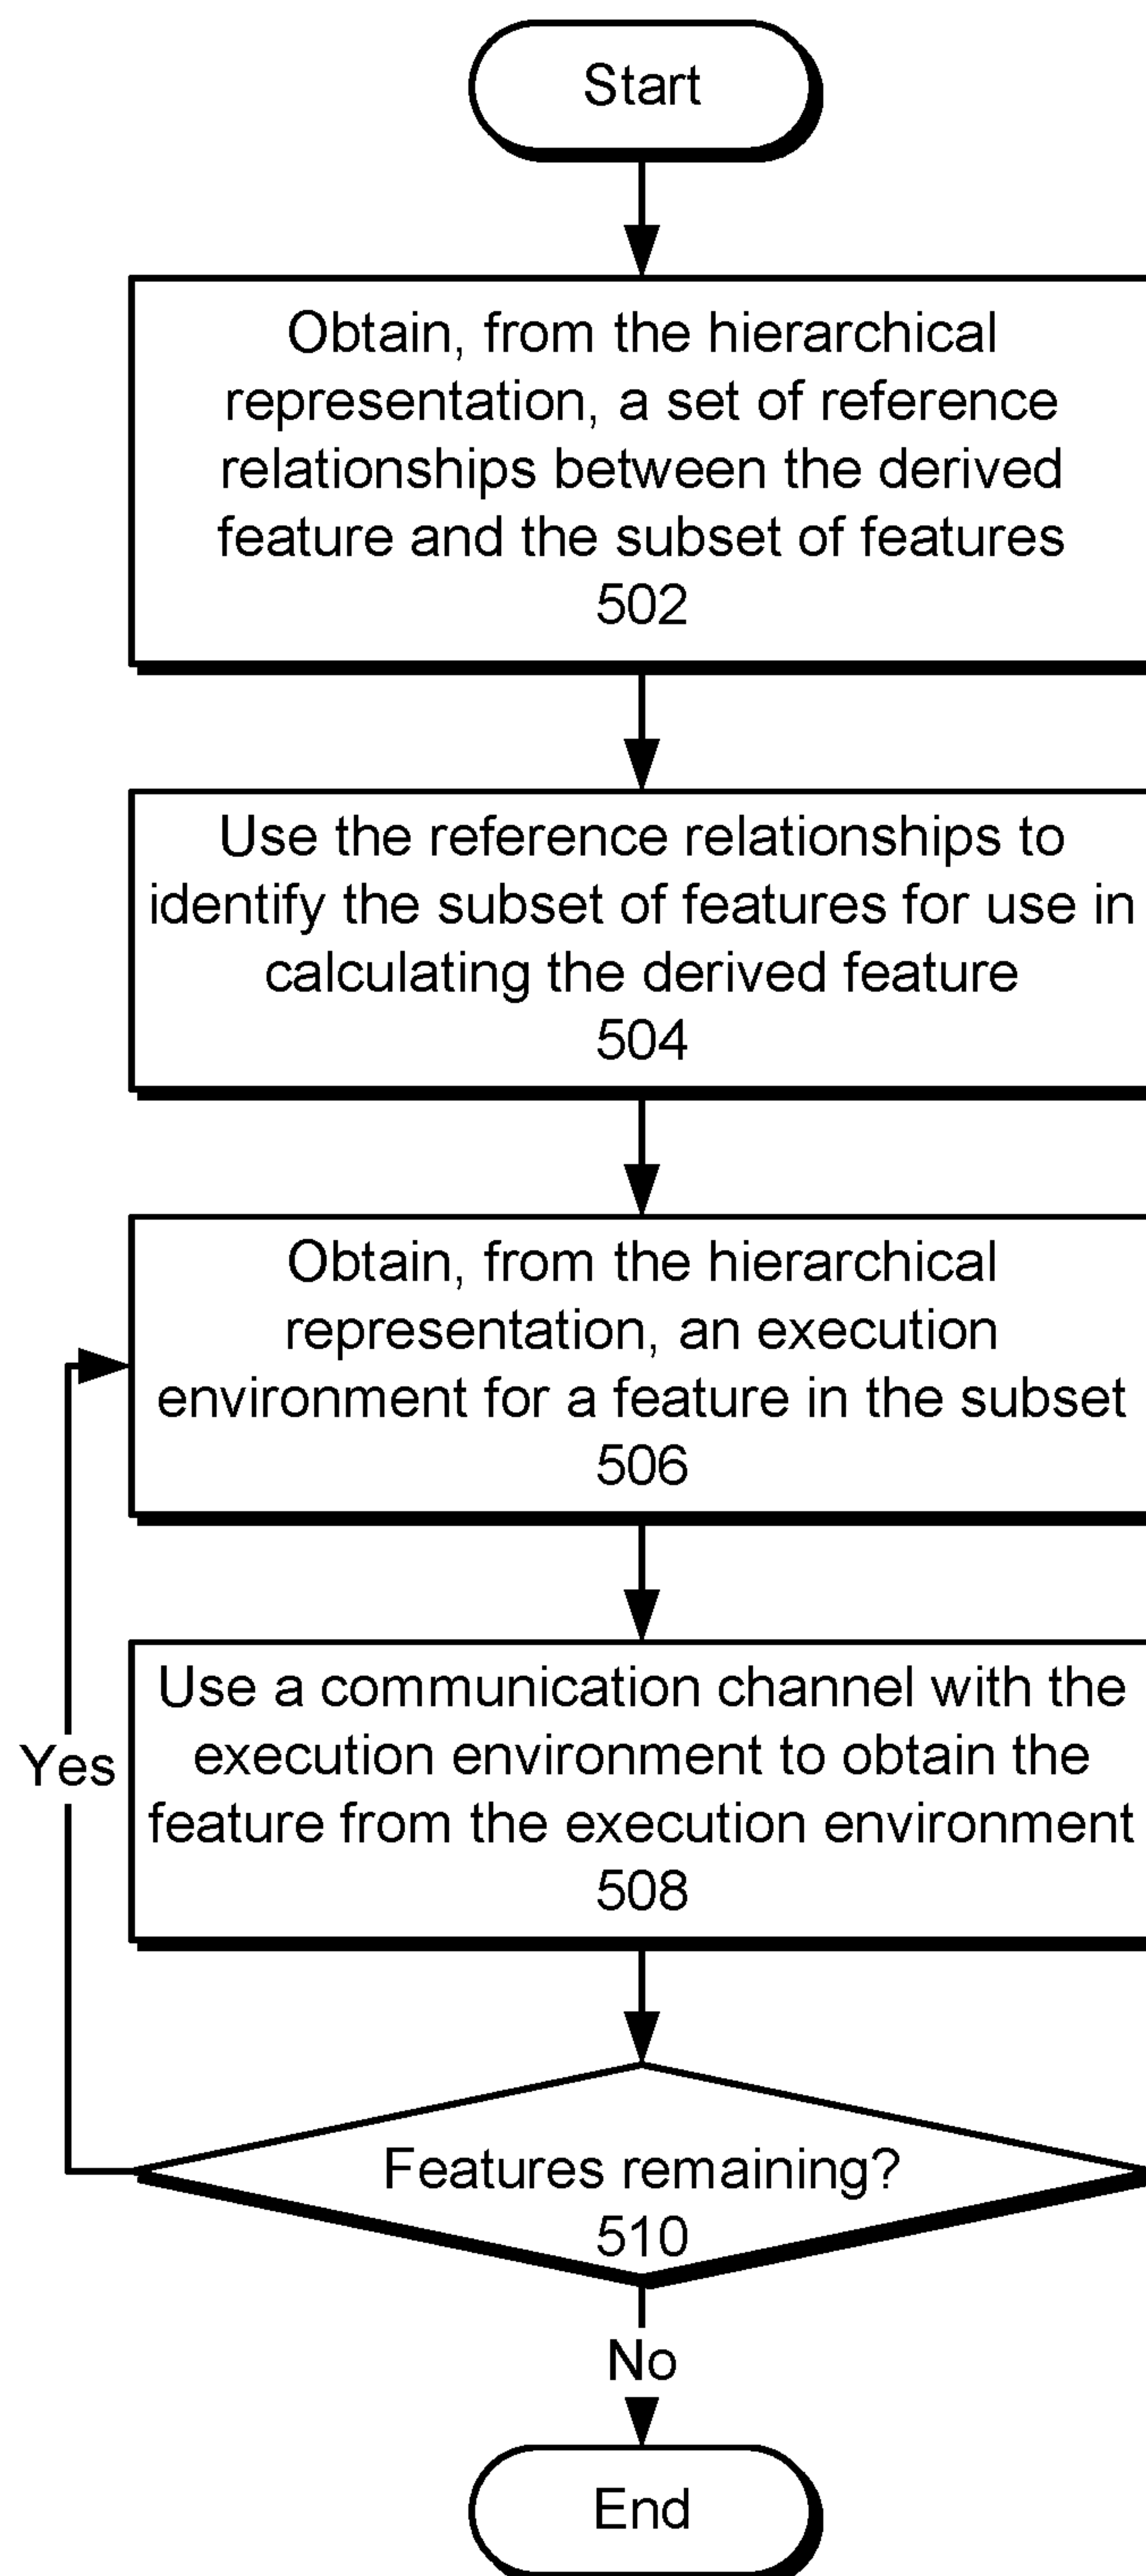 Start
Obtain, from the hierarchical
representation, a set of reference
relationships between the derived
feature and the subset of features
502
Use the reference relationships to
identify the subset of features for use in
calculating the derived feature
504
Obtain, from the hierarchical
representation, an execution
environment for a feature in the subset
506
Use a communication channel with the
execution environment to obtain the
feature from the execution environment
508
Yes
Features remaining?
510
No
End